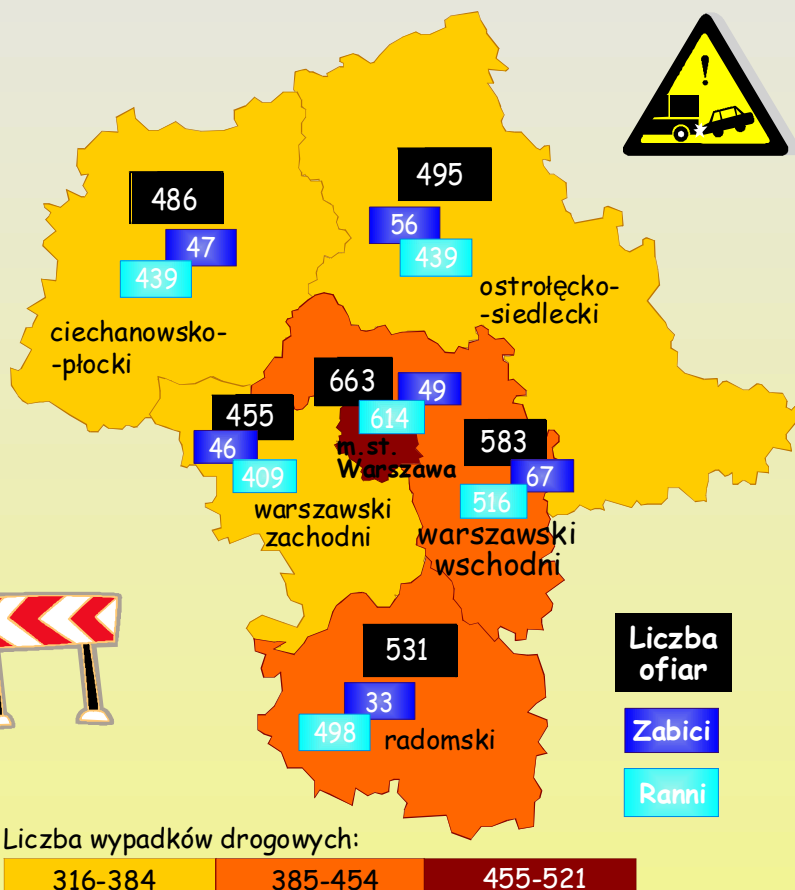 !
495
486
56
47
439
439
ostrołęcko-
-siedlecki
ciechanowsko-
-płocki
663
49
455
614
583
46
m.st.
Warszawa
67
409
516
warszawski
zachodni
warszawski
wschodni
531
33
498
radomski
Liczba
ofiar
Zabici
Ranni
Liczba wypadków drogowych:
316-384
385-454
455-521